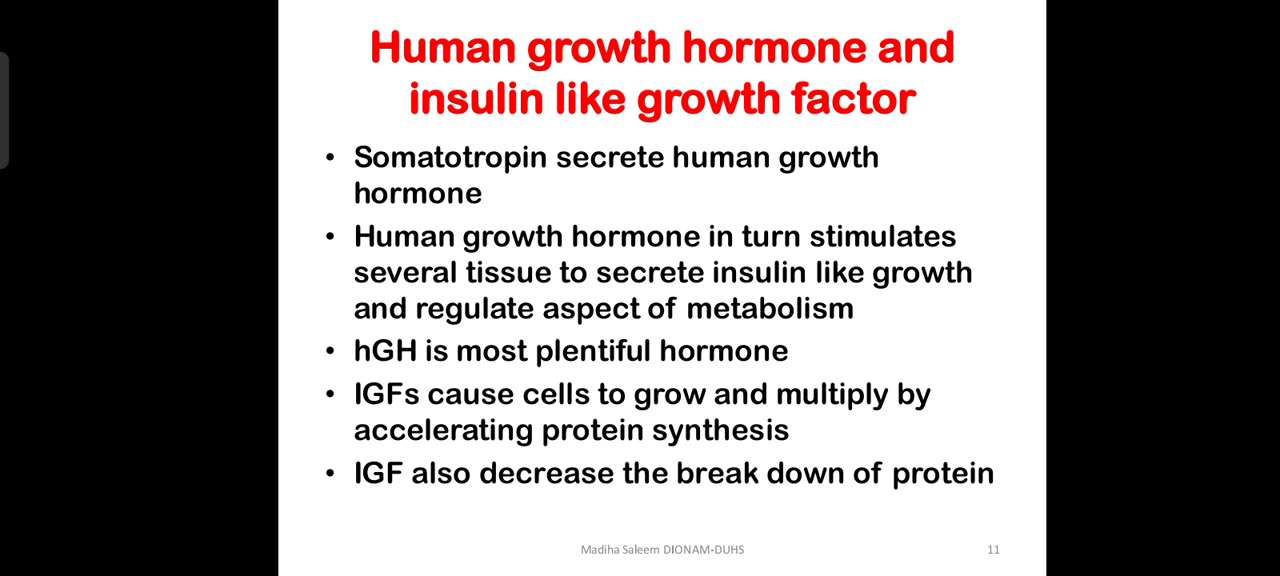 Human growth hormone and
insulin like growth factor
• Somatotropin secrete human growth
hormone
• Human growth hormone in turn stimulates
several tissue to secrete insulin like growth
and regulate aspect of metabolism
• hGH is most plentiful hormone
• IGFs cause cells to grow and multiply by
accelerating protein synthesis
• IGF also decrease the break down of protein
Madiha Saleem DIONAM-DUHS
11